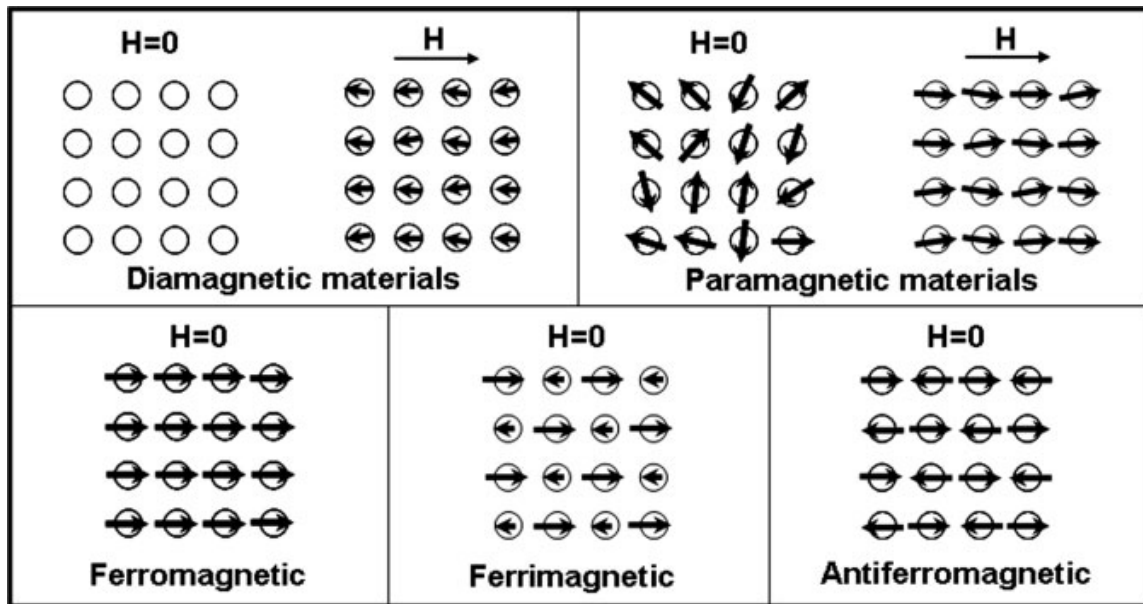 H=0
H
H=0
H
Diamagnetic materials
Paramagnetic materials
H=0
H=0
H=0
Ferromagnetic
Ferrimagnetic
Antiferromagnetic